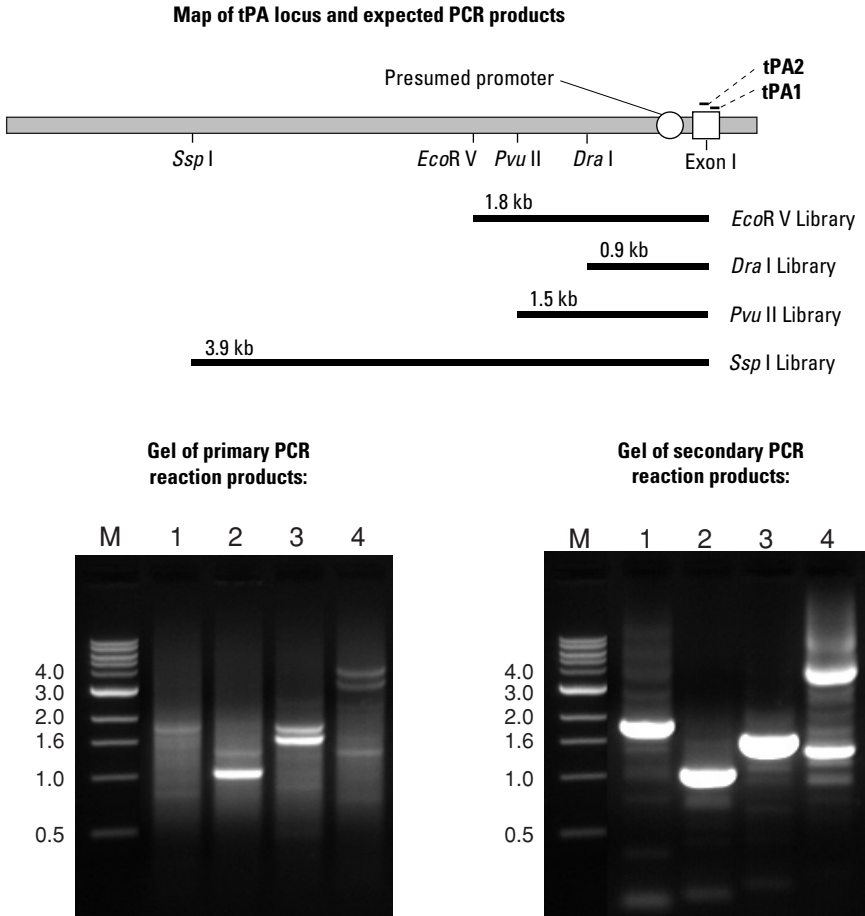 Map of tPA locus and expected PCR products
tPA2
tPA1
Presumed promoter
Ssp I
EcoR V
Pvu II
Dra I
Exon I
1.8 kb
EcoR V Library
0.9 kb
Dra I Library
1.5 kb
Pvu II Library
3.9 kb
Ssp I Library
Gel of primary PCR
reaction products:
M 1 2 3 4
4.0
3.0
2.0
1.6
1.0
0.5
Gel of secondary PCR
reaction products:
M 1 2 3 4
4.0
3.0
2.0
1.6
1.0
0.5